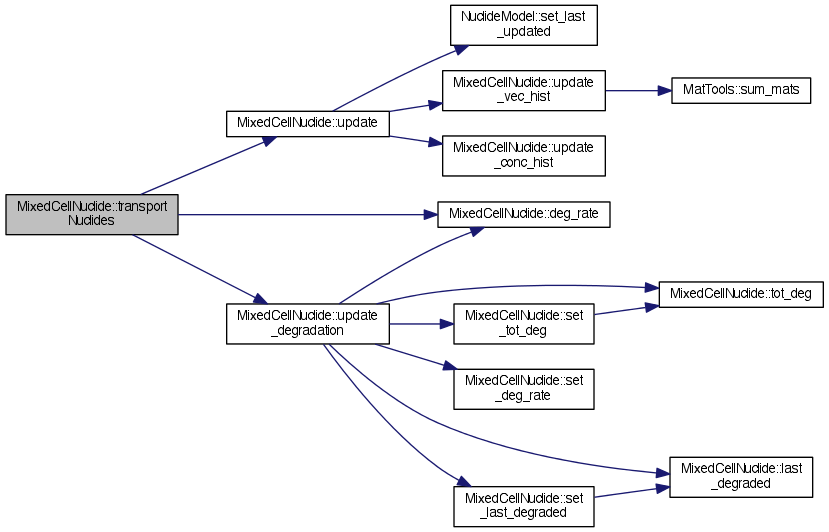 NuclideModel::set_last
_updated
MixedCellNuclide::update
_vec_hist
MatTools::sum_mats
MixedCellNuclide::update
MixedCellNuclide::update
_conc_hist
MixedCellNuclide::transport
Nuclides
MixedCellNuclide::deg_rate
MixedCellNuclide::tot_deg
MixedCellNuclide::update
_degradation
MixedCellNuclide::set
_tot_deg
MixedCellNuclide::set
_deg_rate
MixedCellNuclide::last
_degraded
MixedCellNuclide::set
_last_degraded